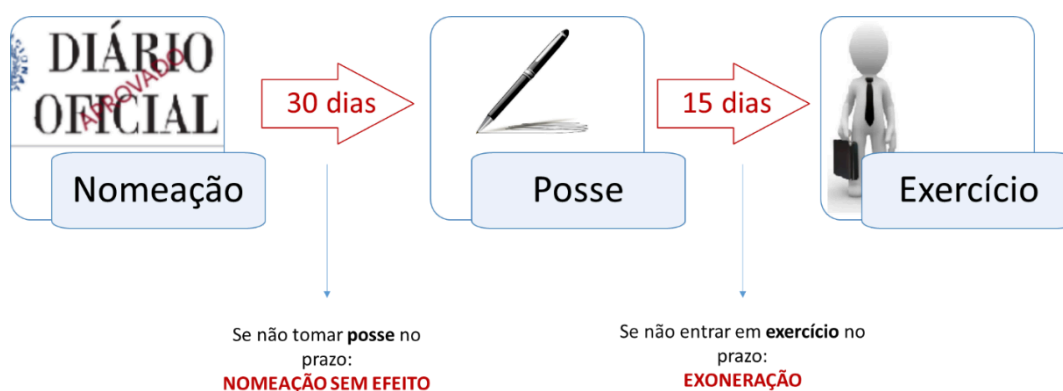 DIÁRIO
OFICIAL
APROVADO
30 dias
15 dias
Nomeação
Posse
Exercício
Se não tomar posse no
prazo:
NOMEAÇÃO SEM EFEITO
Se não entrar em exercício no
prazo:
EXONERAÇÃO